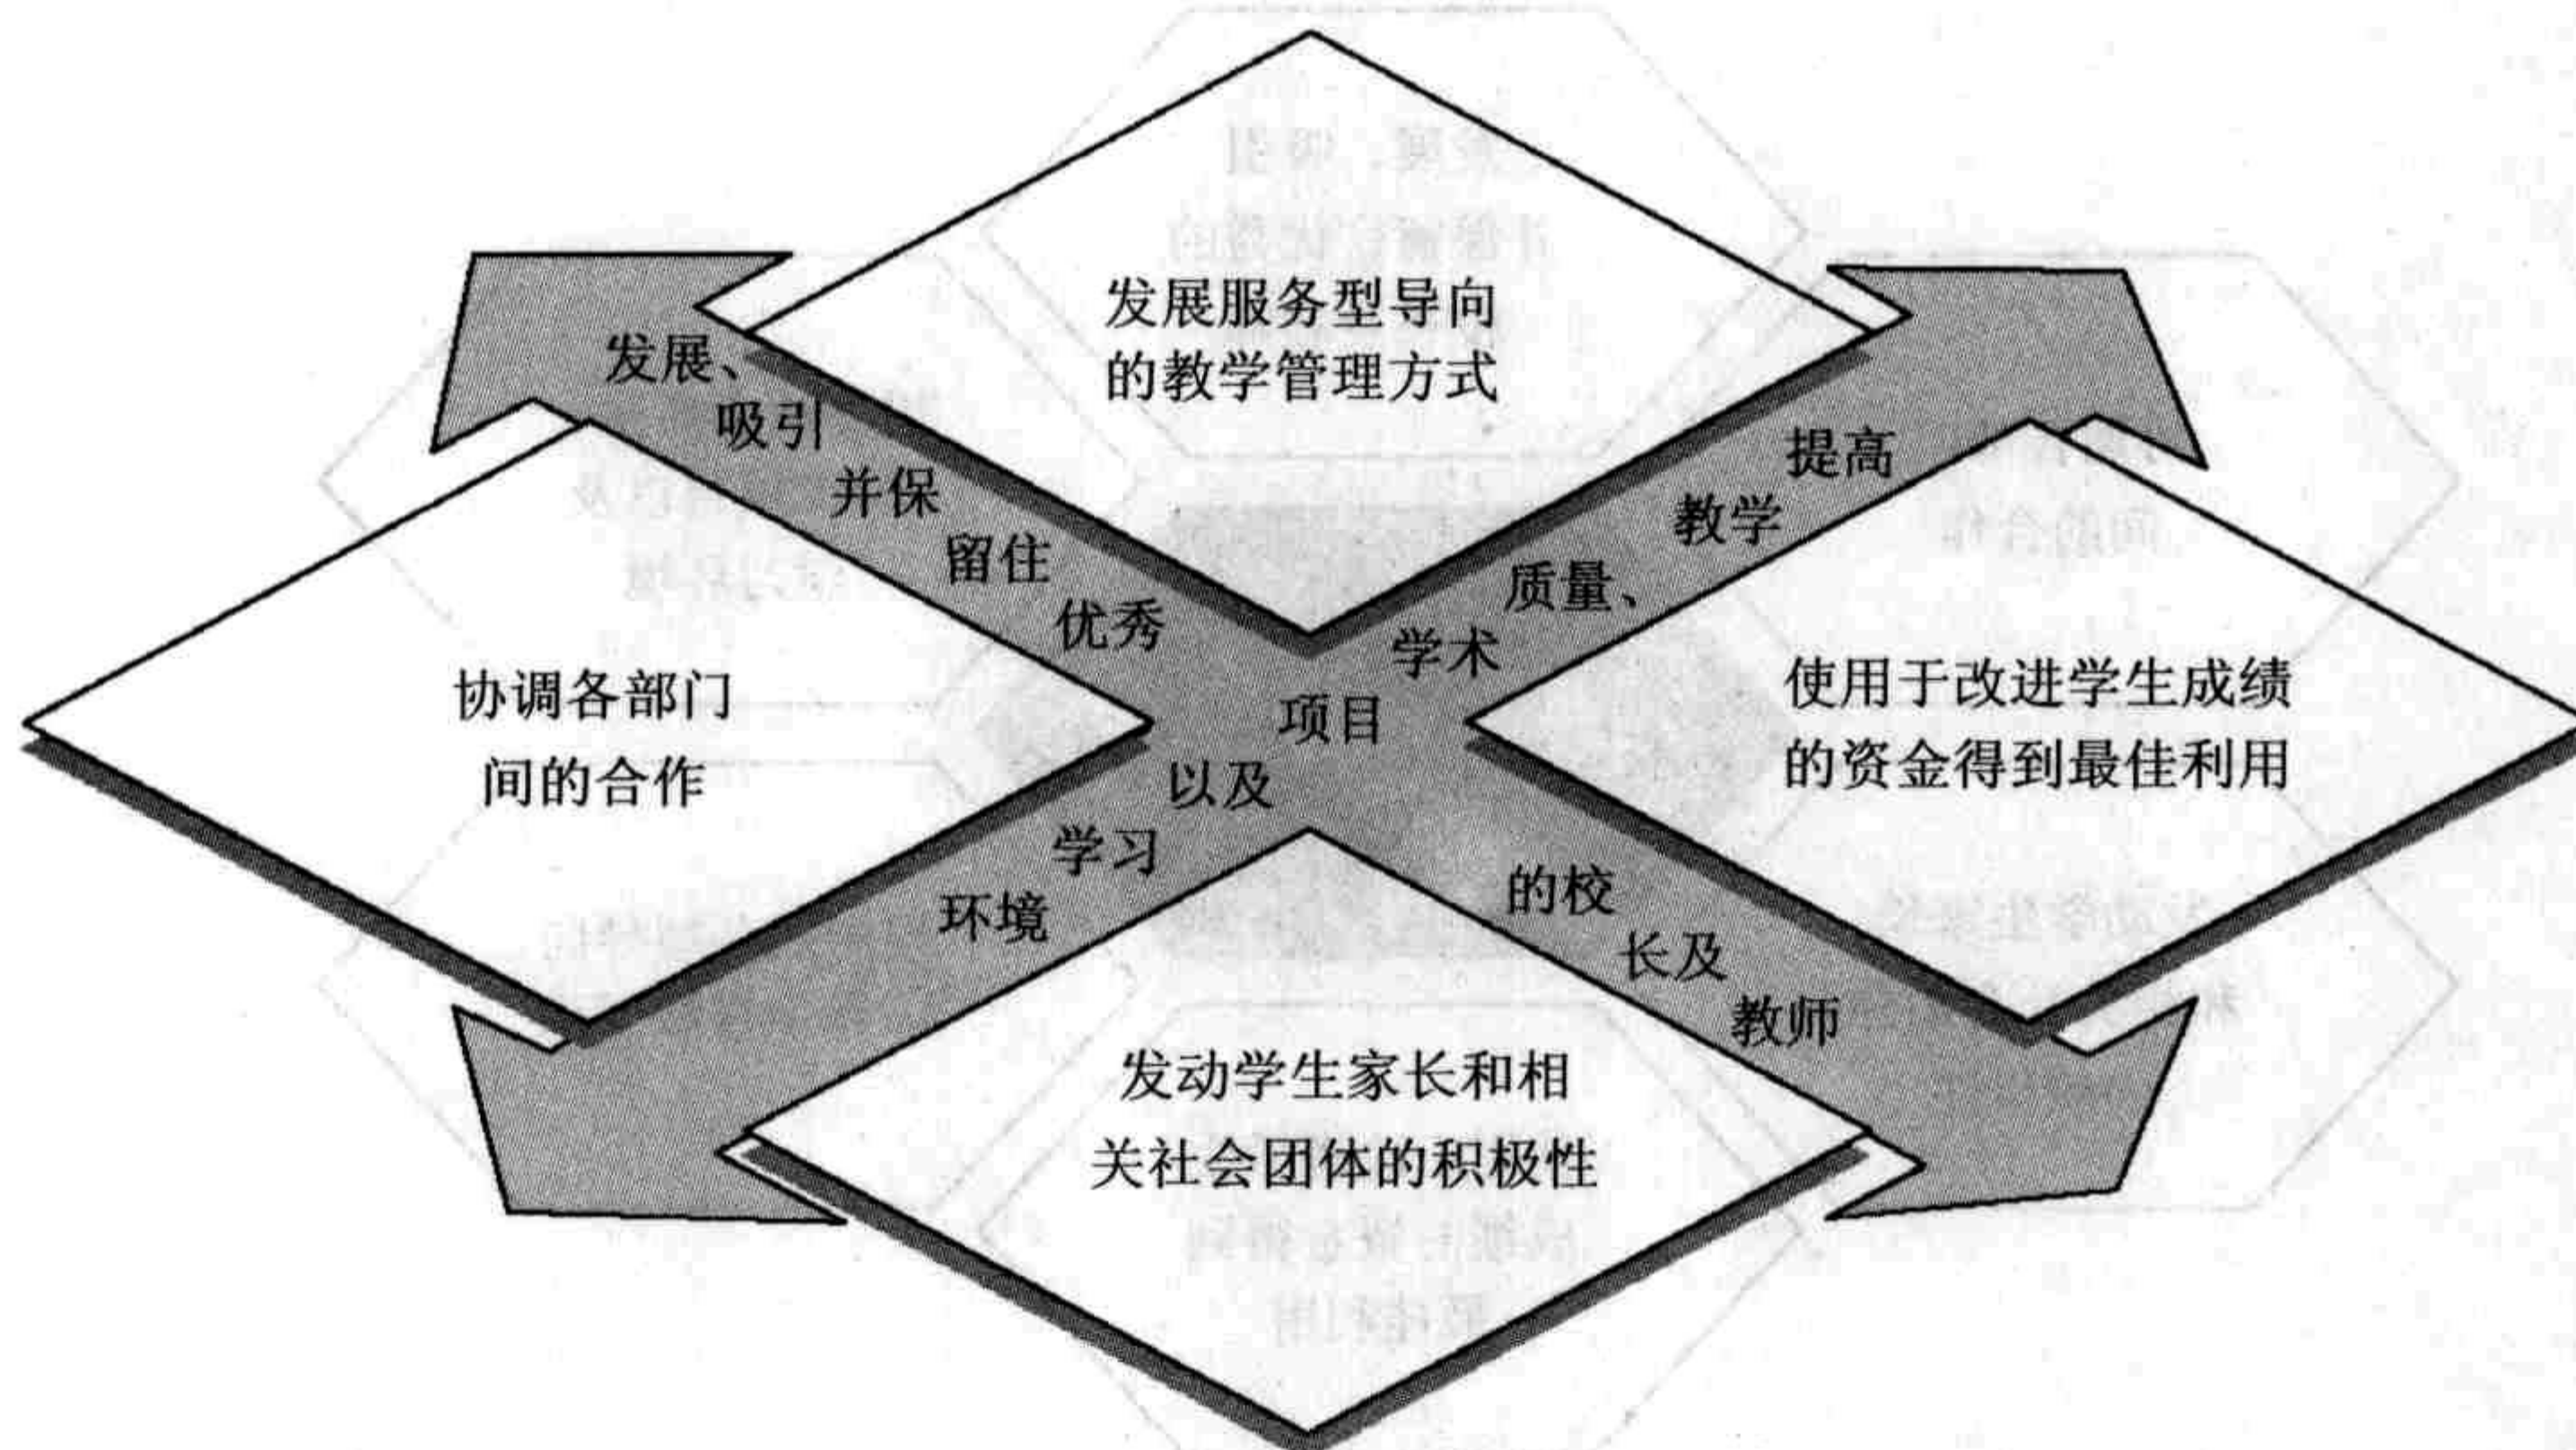 发展服务型导向
的教学管理方式
发展、
吸引
并保
留住
优秀
的校
长及
教师
提高
教学
质量、
学术
项目
以及
学习
环境
协调各部门
间的合作
使用于改进学生成绩
的资金得到最佳利用
发动学生家长和相
关社会团体的积极性